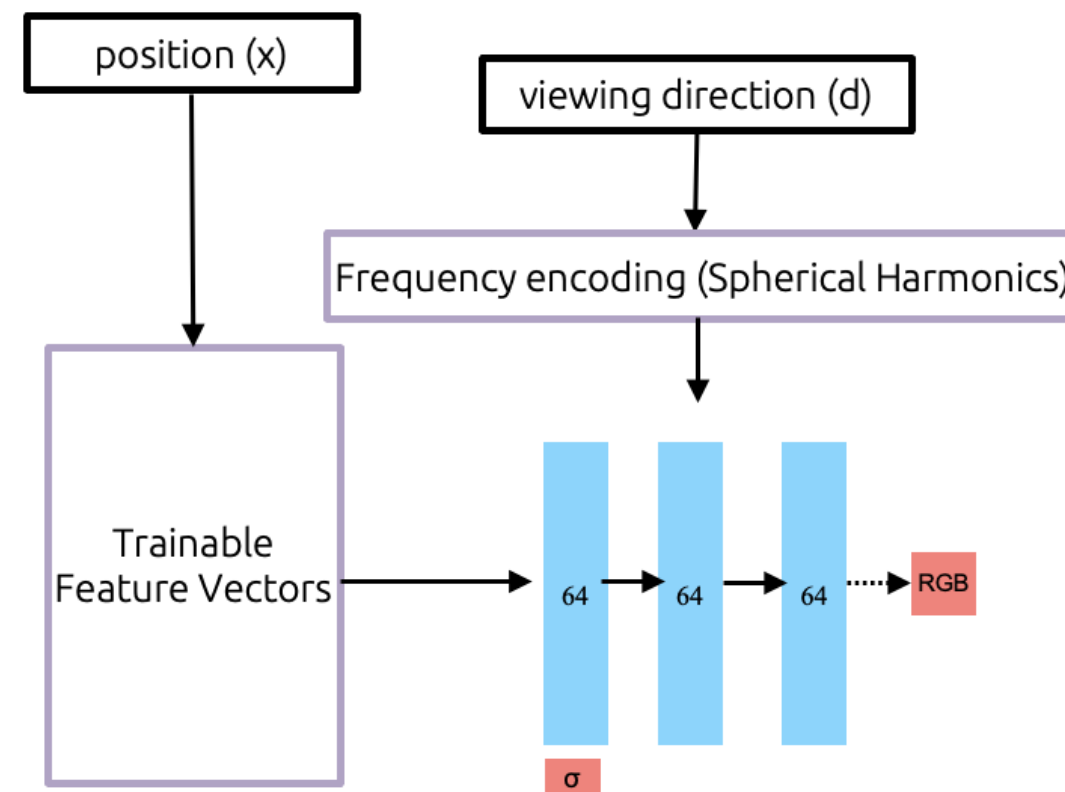 position (x)
viewing direction (d)
Frequency encoding (Spherical Harmonics)
Trainable
Feature Vectors
64
64
64
RGB
σ